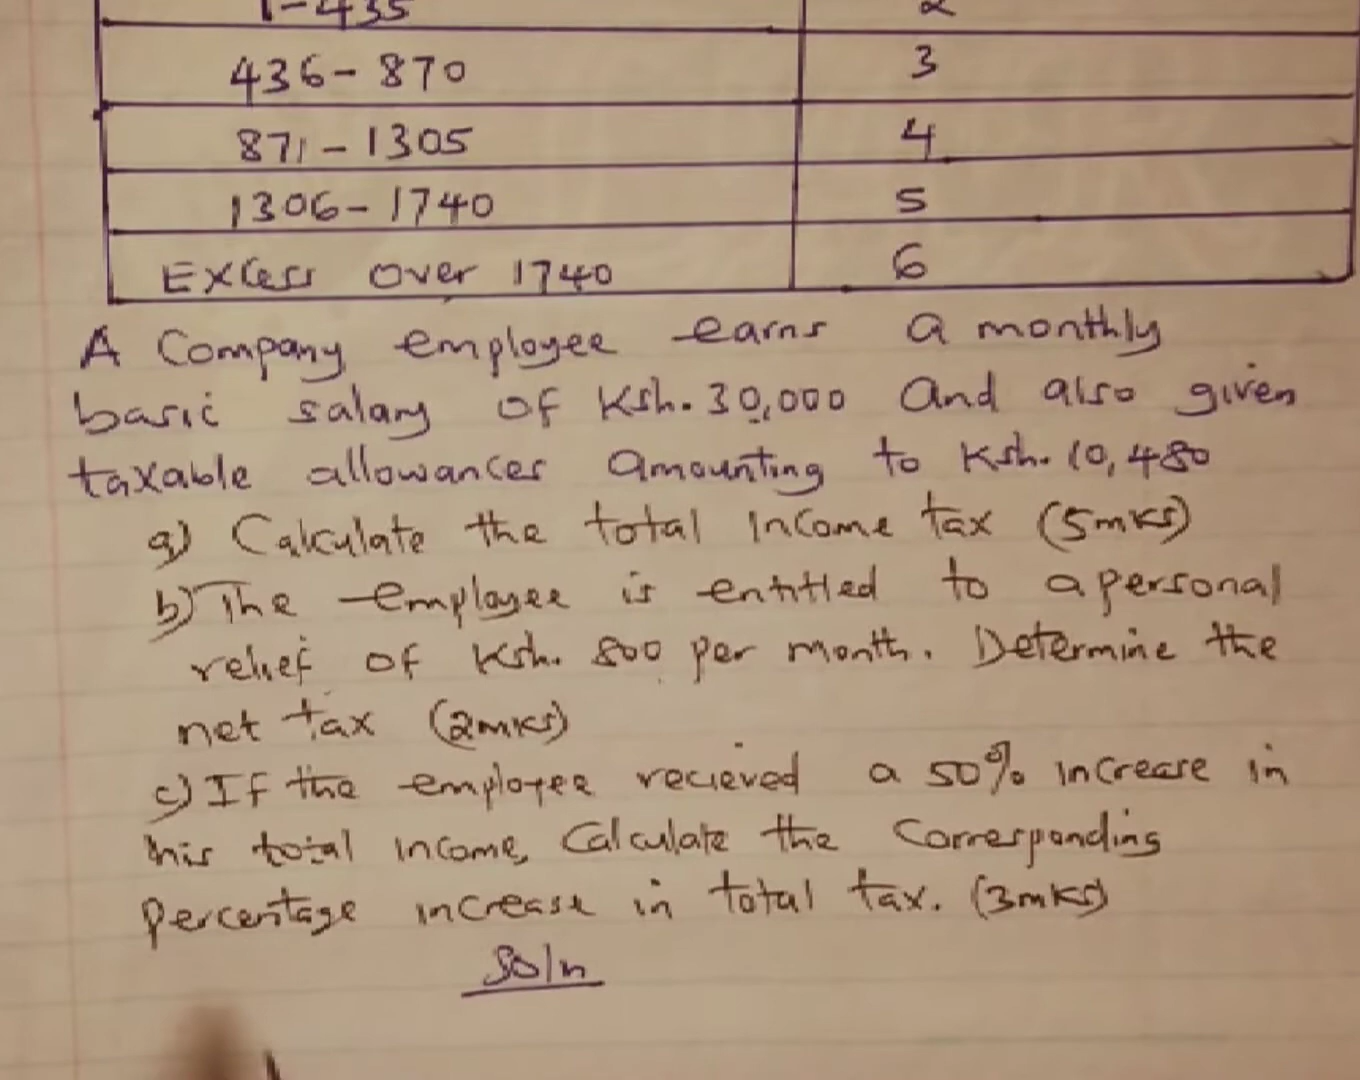 1-435 2
436- 870 3
871-1305 4
1306-1740 5
Excess over 1740 6
A Company employee earns a monthly
basic salary of Ksh. 30,000 and also given
taxable allowances amounting to Ksh. 10,480
a) Calculate the total income tax (5mks)
b) The employee is entitled to a personal
relief of Ksh. 800 per month. Determine the
net tax (2mks)
c) If the employee recieved a 50% increase in
his total income, Calculate the Corresponding
percentage increase in total tax. (3mks)
Soln